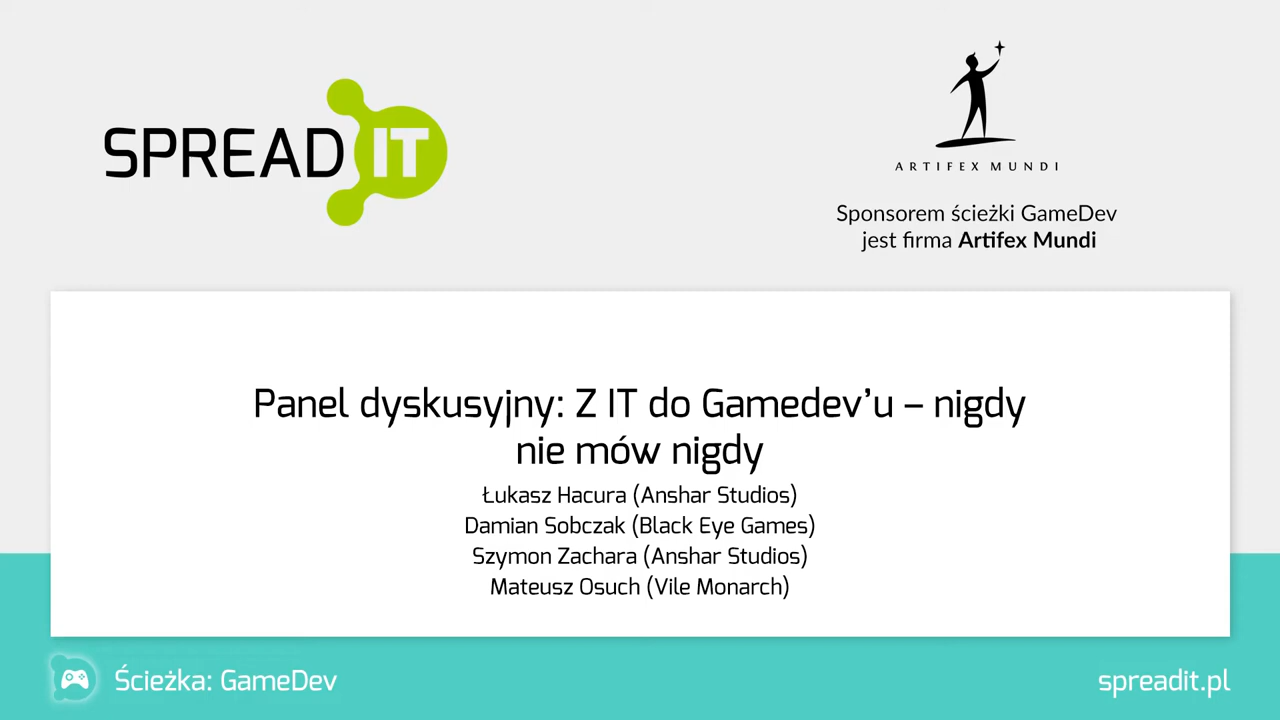 SPREAD IT
ARTIFEX MUNDI
Sponsorem ścieżki GameDev
jest firma Artifex Mundi
Panel dyskusyjny: Z IT do Gamedev’u – nigdy
nie mów nigdy
Łukasz Hacura (Anshar Studios)
Damian Sobczak (Black Eye Games)
Szymon Zachara (Anshar Studios)
Mateusz Osuch (Vile Monarch)
Ścieżka: GameDev
spreadit.pl